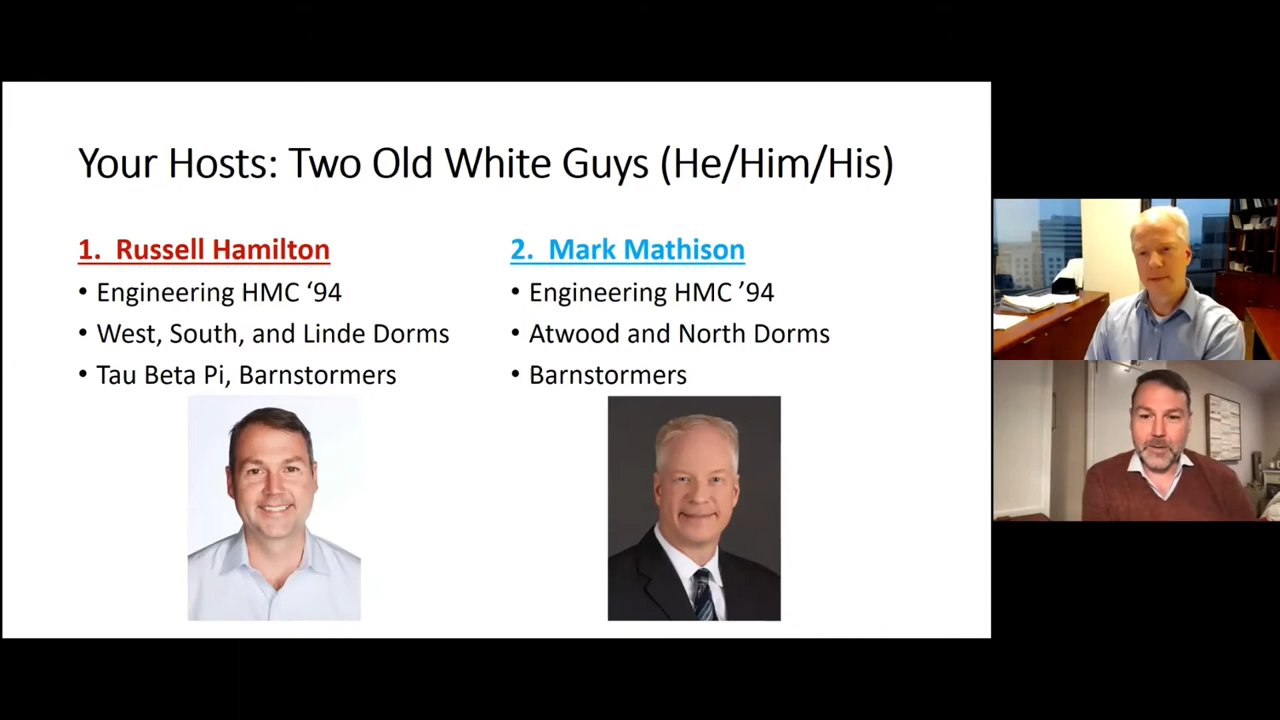 Your Hosts: Two Old White Guys (He/Him/His)
1. Russell Hamilton
• Engineering HMC ‘94
• West, South, and Linde Dorms
• Tau Beta Pi, Barnstormers
2. Mark Mathison
• Engineering HMC ’94
• Atwood and North Dorms
• Barnstormers